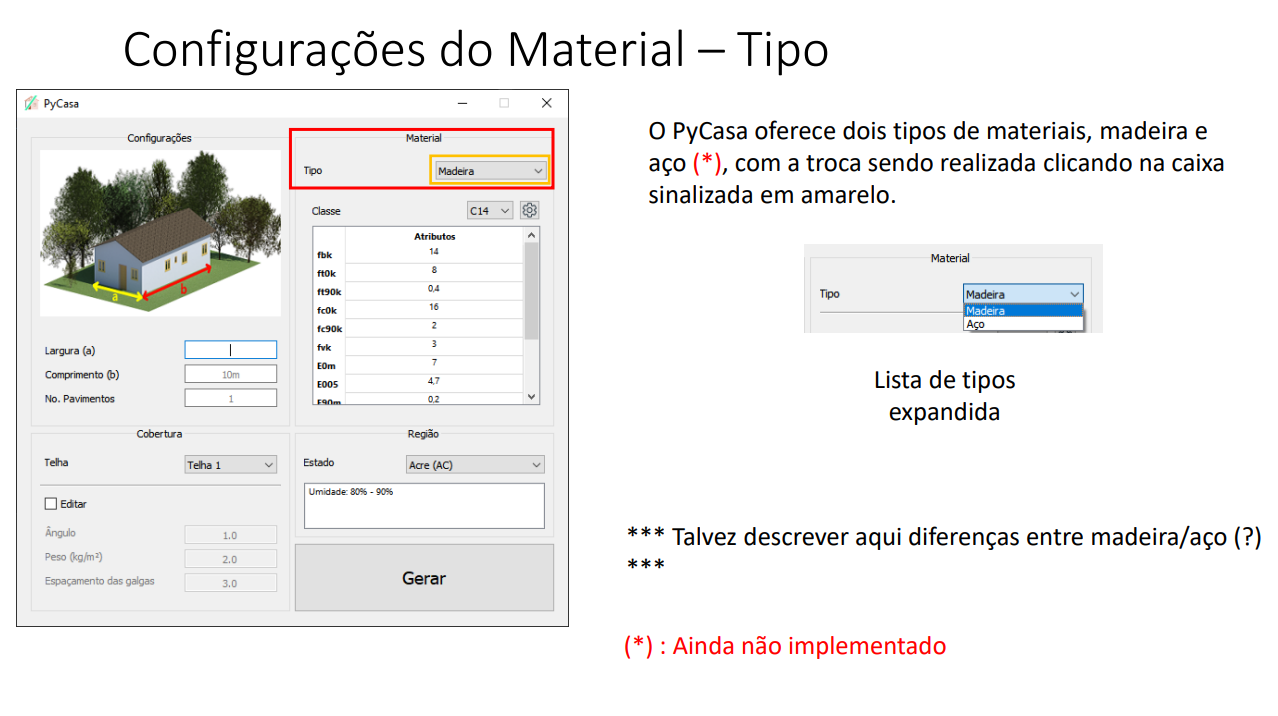 Configurações do Material – Tipo
PyCasa
Configurações
a
b
Largura (a)
Comprimento (b) 10m
No. Pavimentos 1
Material
Tipo Madeira
Classe C14
Atributos
fbk 14
ft0k 8
ft90k 0,4
fc0k 16
fc90k 2
fvk 3
E0m 7
E005 4,7
E90m 0,2
Cobertura
Telha Telha 1
Editar
Ângulo 1.0
Peso (kg/m²) 2.0
Espaçamento das galgas 3.0
Região
Estado Acre (AC)
Umidade: 80% - 90%
Gerar
O PyCasa oferece dois tipos de materiais, madeira e
aço (*), com a troca sendo realizada clicando na caixa
sinalizada em amarelo.
Material
Tipo Madeira
Madeira
Aço
Lista de tipos
expandida
*** Talvez descrever aqui diferenças entre madeira/aço (?)
***
(*) : Ainda não implementado